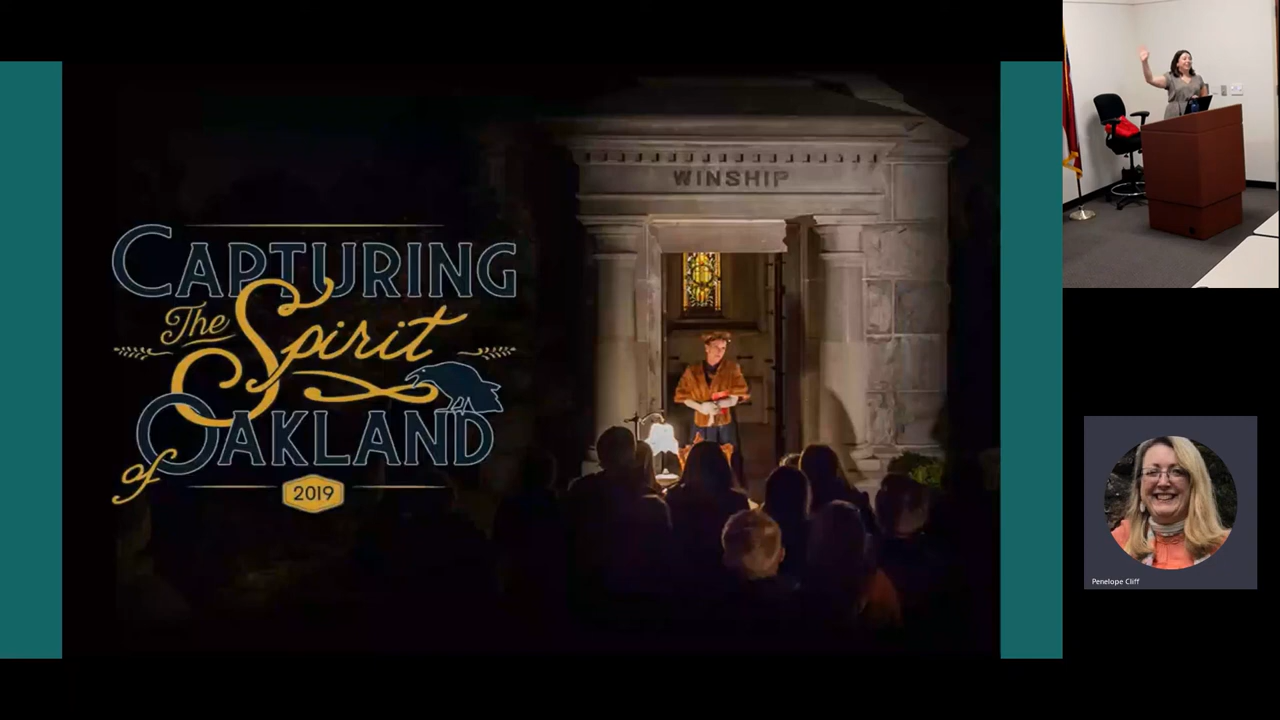 WINSHIP
CAPTURING
The Spirit
of OAKLAND
2019
Penelope Cliff